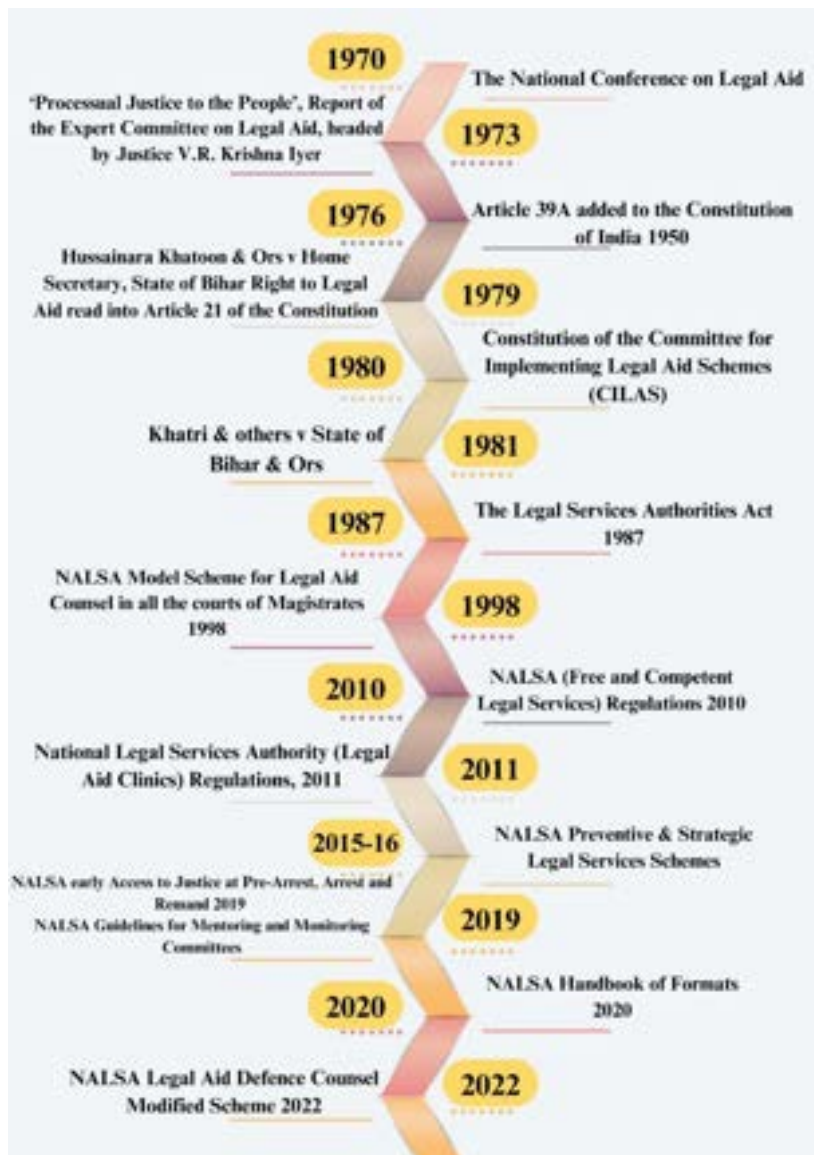 1970
The National Conference on Legal Aid
'Processual Justice to the People', Report of
the Expert Committee on Legal Aid, headed
by Justice V.R. Krishna Iyer
1973
1976
Article 39A added to the Constitution
of India 1950
Hussainara Khatoon & Ors v Home
Secretary, State of Bihar Right to Legal
Aid read into Article 21 of the Constitution
1979
1980
Constitution of the Committee for
Implementing Legal Aid Schemes
(CILAS)
Khatri & others v State of
Bihar & Ors
1981
1987
The Legal Services Authorities Act
1987
NALSA Model Scheme for Legal Aid
Counsel in all the courts of Magistrates
1998
1998
2010
NALSA (Free and Competent
Legal Services) Regulations 2010
National Legal Services Authority (Legal
Aid Clinics) Regulations, 2011
2011
2015-16
NALSA Preventive & Strategic
Legal Services Schemes
NALSA early Access to Justice at Pre-Arrest, Arrest and
Remand 2019
NALSA Guidelines for Mentoring and Monitoring
Committees
2019
2020
NALSA Handbook of Formats
2020
NALSA Legal Aid Defence Counsel
Modified Scheme 2022
2022